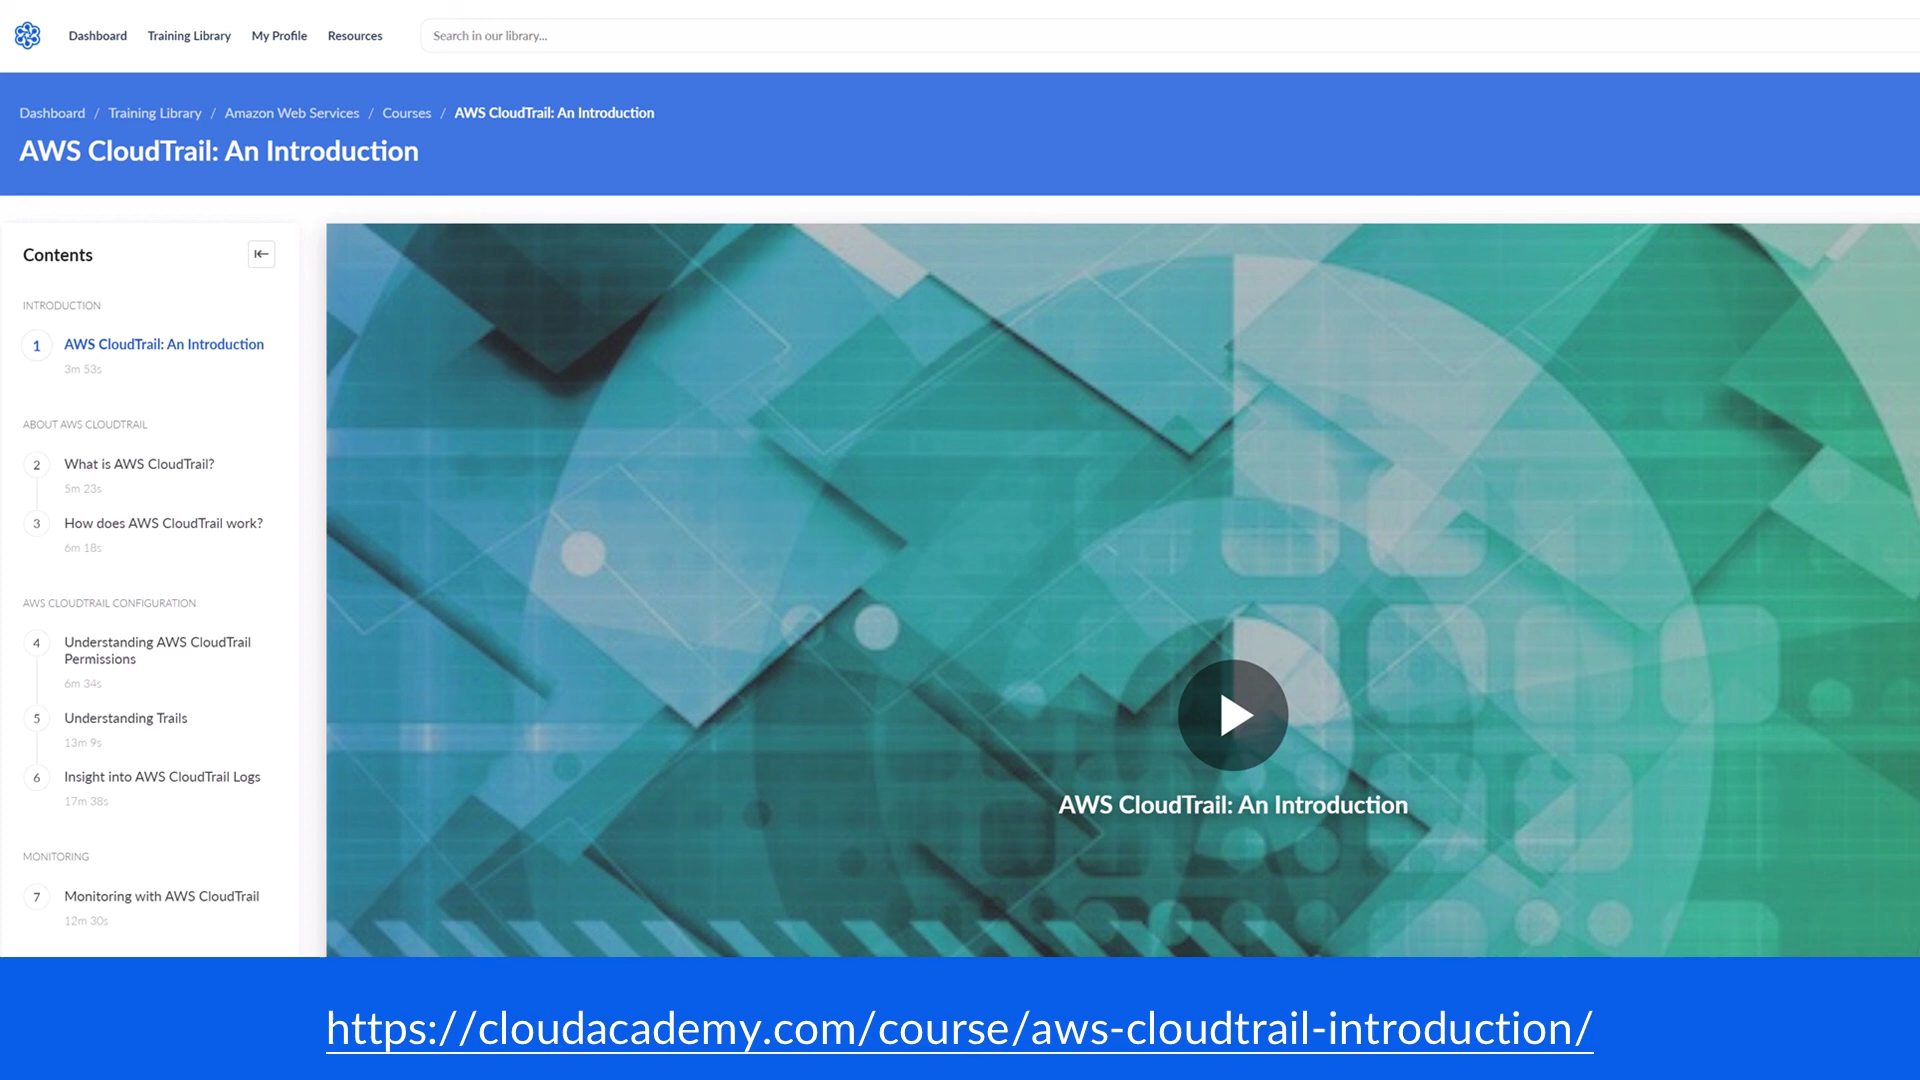 Dashboard Training Library My Profile Resources Search in our library...
Dashboard / Training Library / Amazon Web Services / Courses / AWS CloudTrail: An Introduction
AWS CloudTrail: An Introduction
Contents
INTRODUCTION
1 AWS CloudTrail: An Introduction
3m 53s
ABOUT AWS CLOUDTRAIL
2 What is AWS CloudTrail?
5m 23s
3 How does AWS CloudTrail work?
6m 18s
AWS CLOUDTRAIL CONFIGURATION
4 Understanding AWS CloudTrail
Permissions
6m 34s
5 Understanding Trails
13m 9s
6 Insight into AWS CloudTrail Logs
17m 38s
MONITORING
7 Monitoring with AWS CloudTrail
12m 30s
AWS CloudTrail: An Introduction
https://cloudacademy.com/course/aws-cloudtrail-introduction/